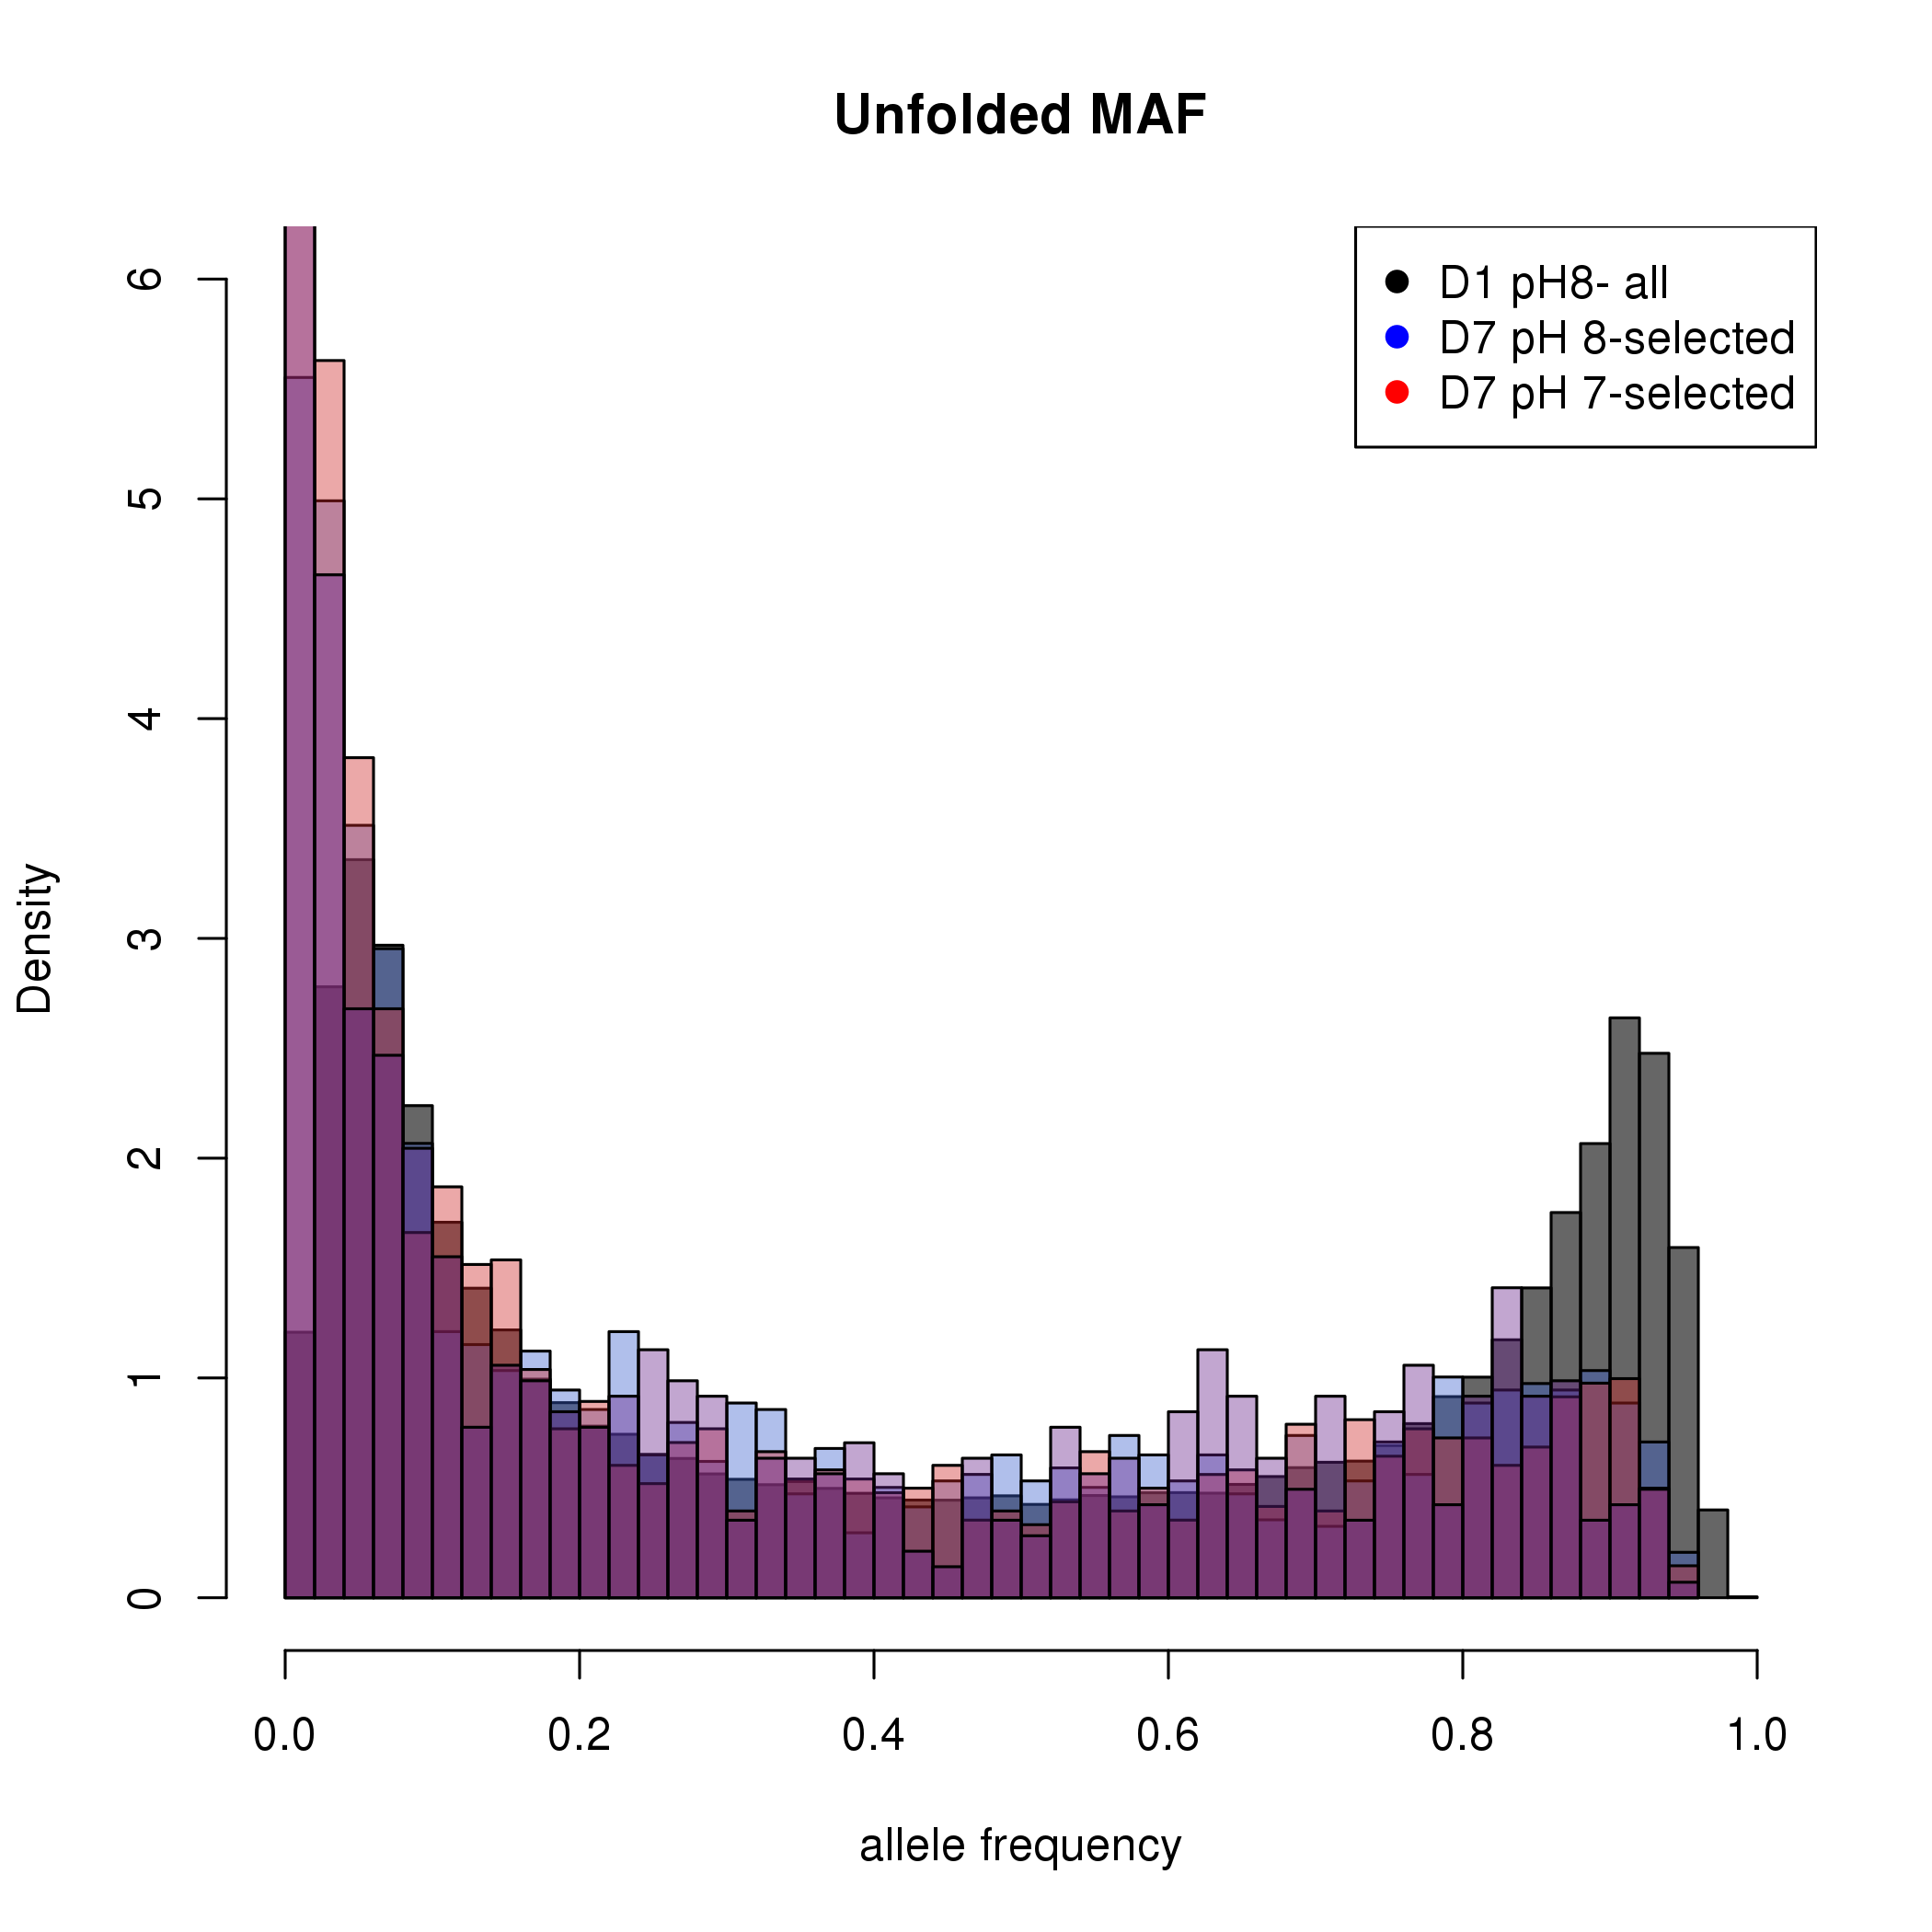 Unfolded MAF
D1 pH8- all
D7 pH 8-selected
D7 pH 7-selected
Density
6
5
4
3
2
1
0
0.0 0.2 0.4 0.6 0.8 1.0
allele frequency